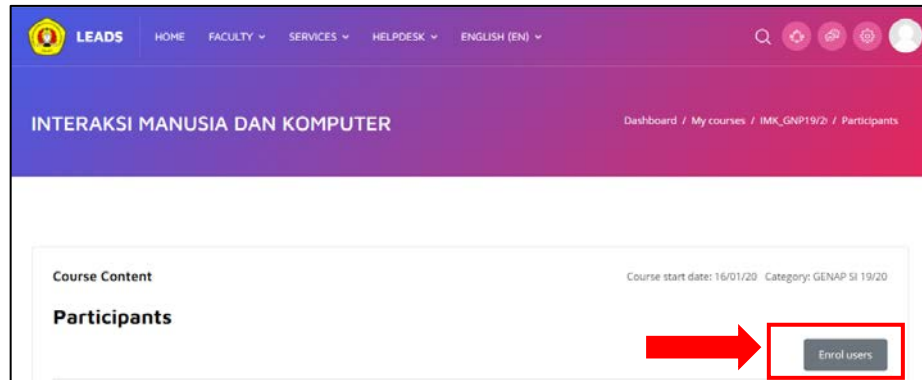 LEADS HOME FACULTY SERVICES HELPDESK ENGLISH (EN)
INTERAKSI MANUSIA DAN KOMPUTER Dashboard / My courses / IMK_GNP19/2 / Participants
Course Content Course start date: 16/01/20 Category: GENAP SI 19/20
Participants
Enrol users